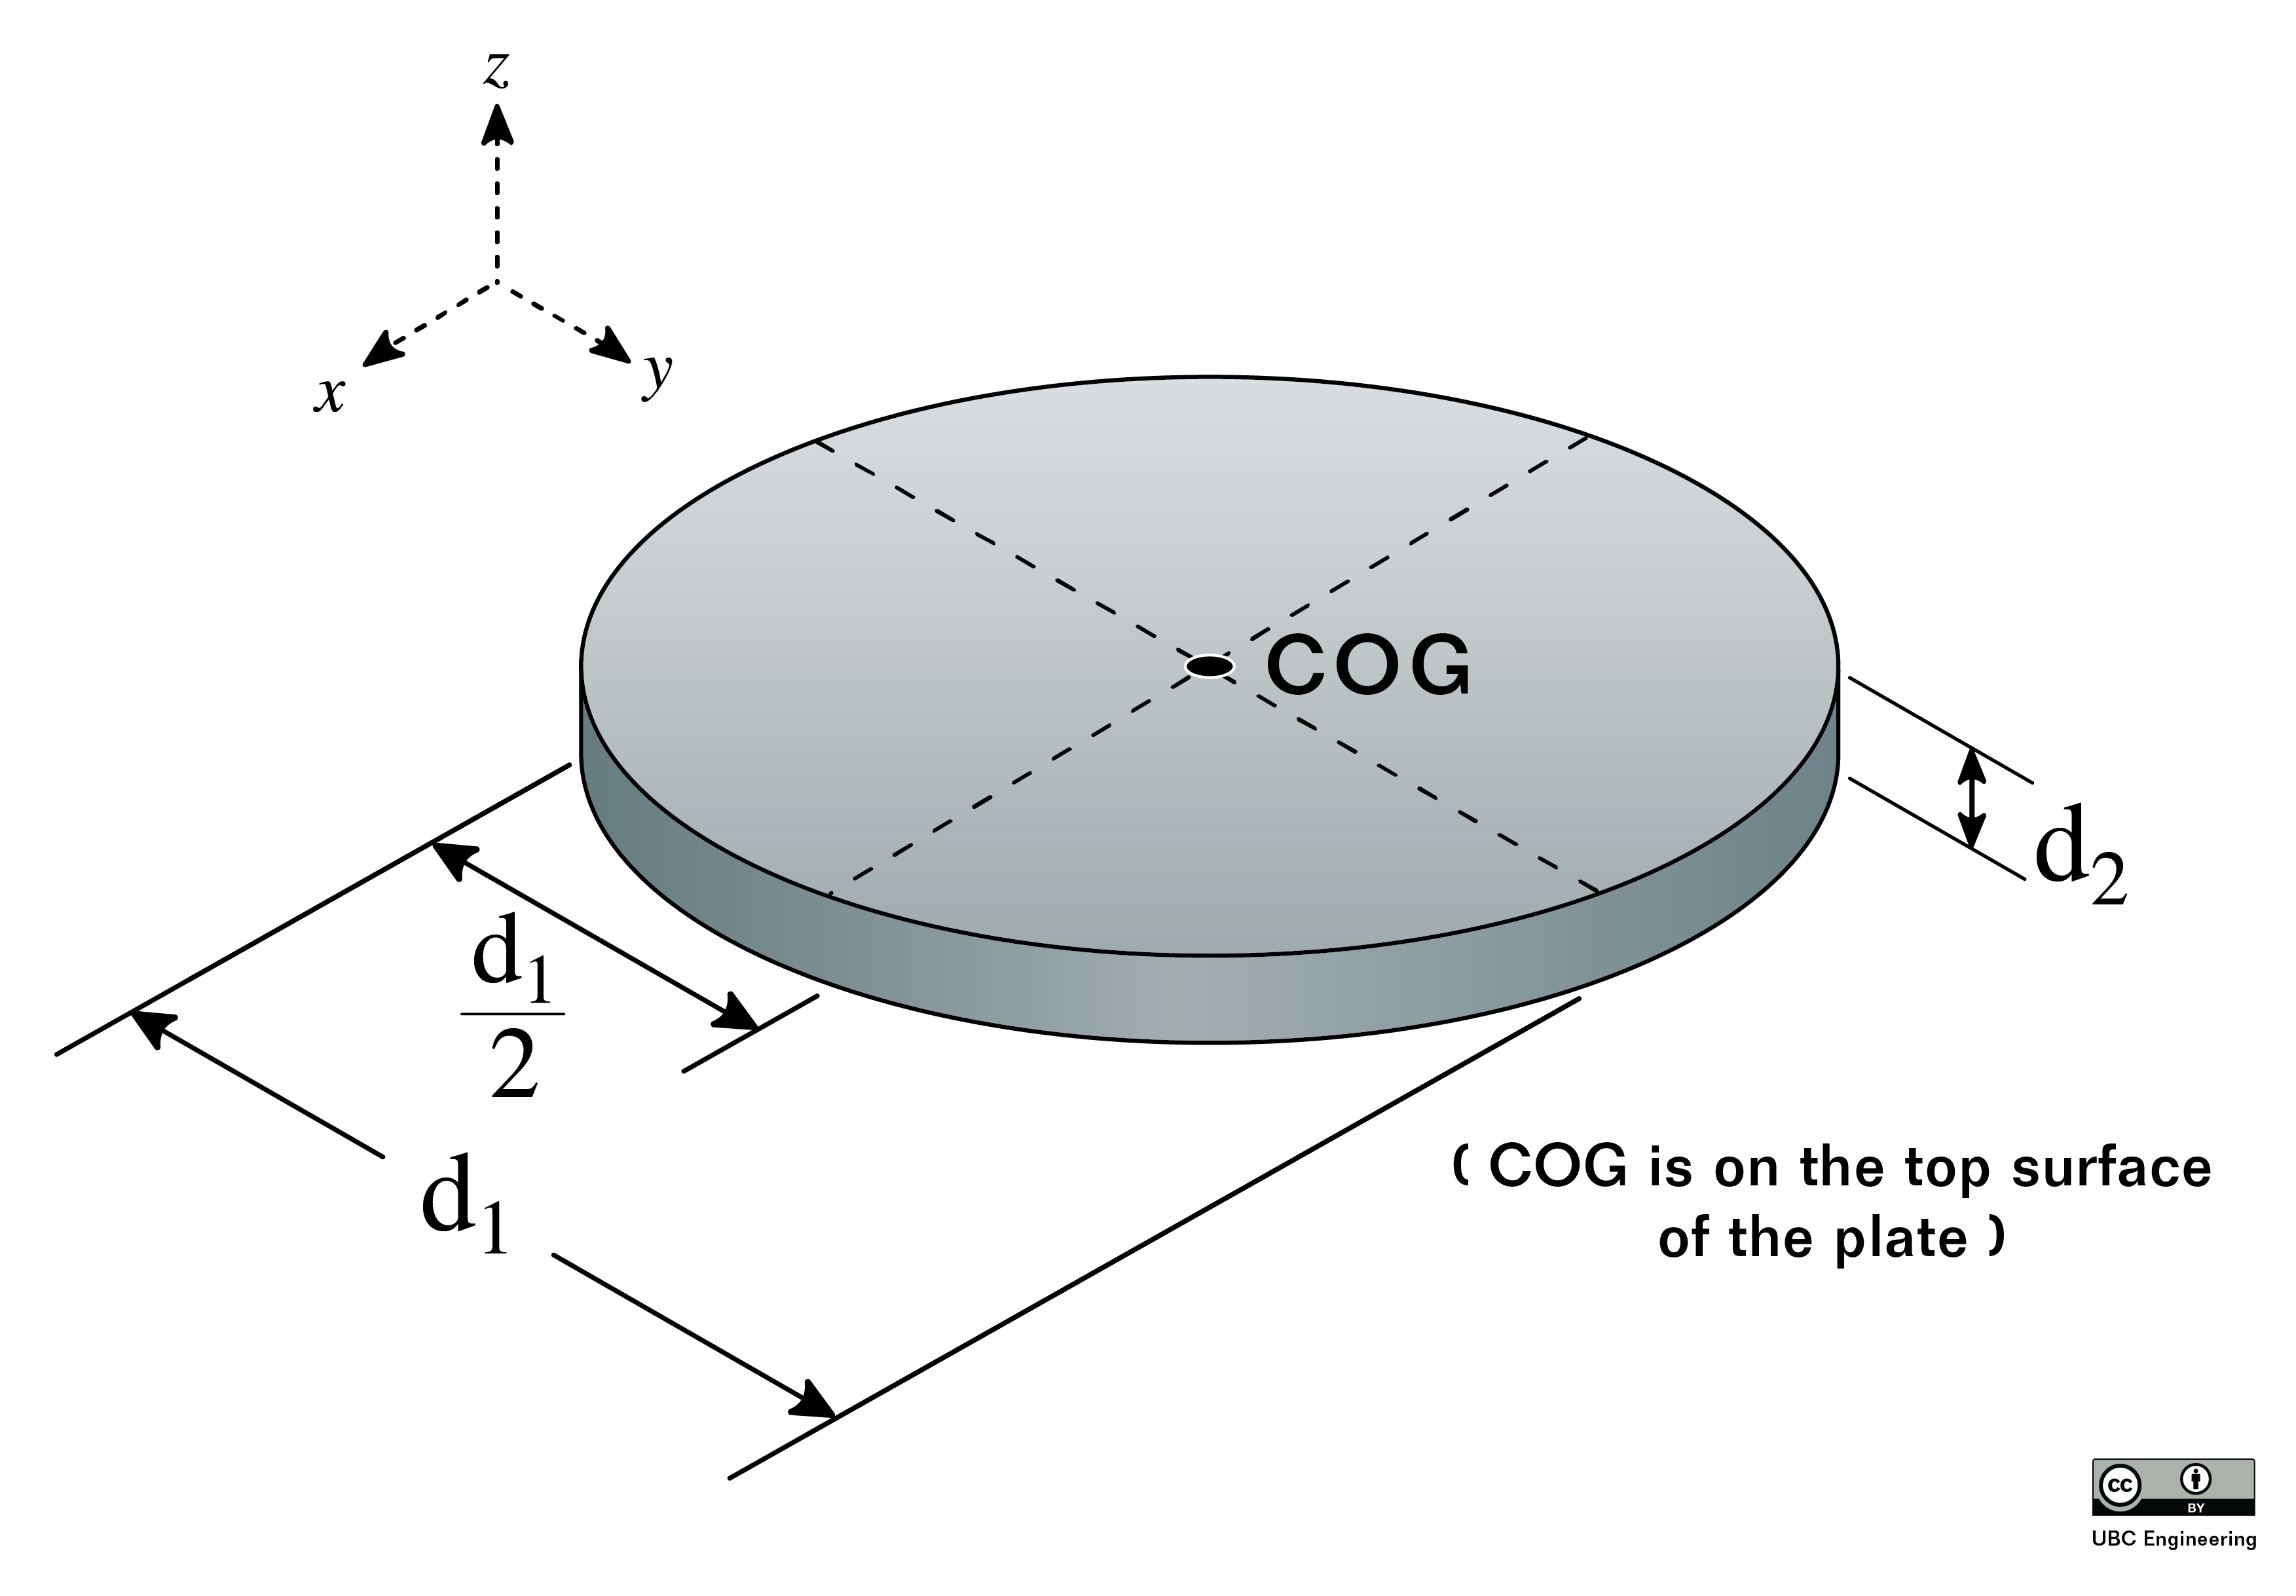 z
x
y
COG
d2
d1
2
d1
( COG is on the top surface
of the plate )
cc
BY
UBC Engineering